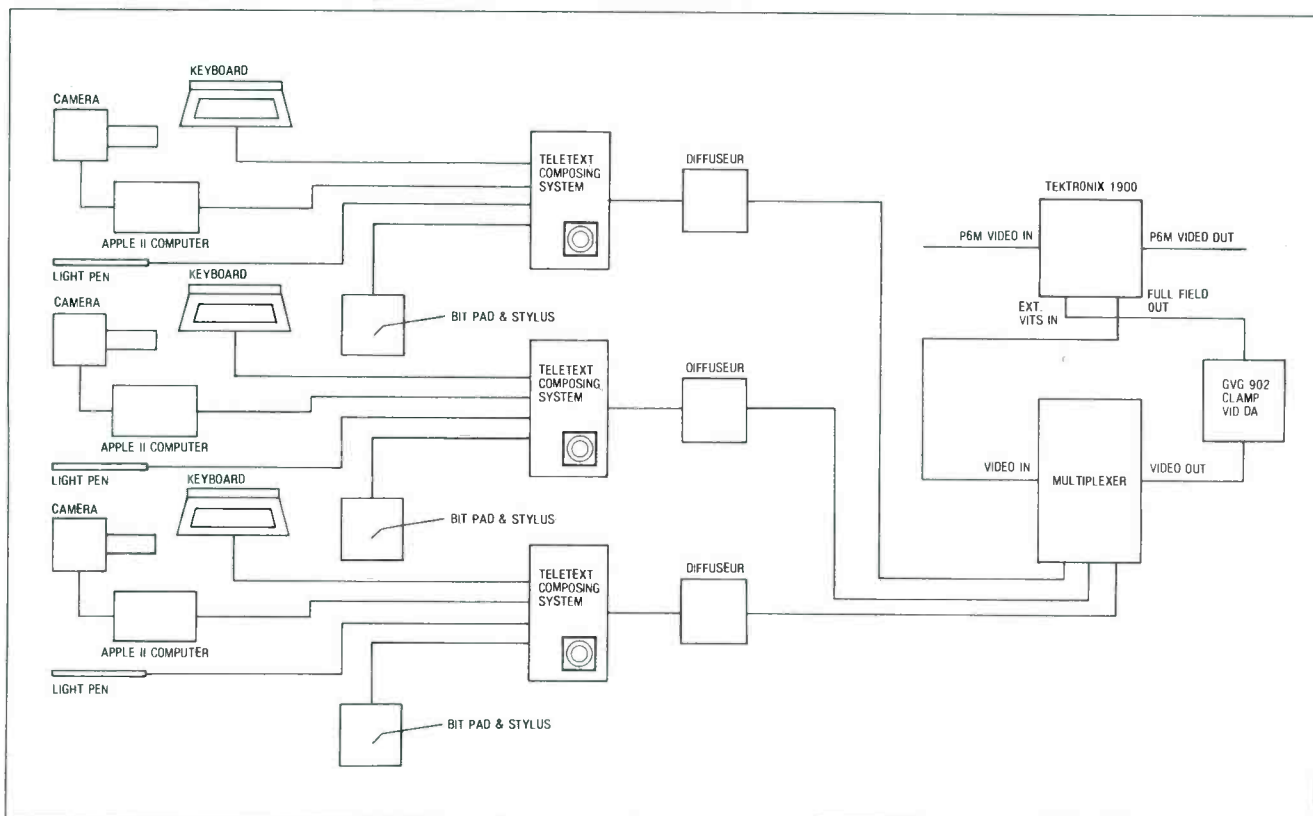 KEYBOARD
CAMERA
APPLE II COMPUTER
LIGHT PEN
TELETEXT
COMPOSING
SYSTEM
DIFFUSEUR
BIT PAD & STYLUS
KEYBOARD
CAMERA
APPLE II COMPUTER
LIGHT PEN
TELETEXT
COMPOSING
SYSTEM
DIFFUSEUR
BIT PAD & STYLUS
KEYBOARD
CAMERA
APPLE II COMPUTER
LIGHT PEN
TELETEXT
COMPOSING
SYSTEM
DIFFUSEUR
BIT PAD & STYLUS
TEKTRONIX 1900
P6M VIDEO IN
P6M VIDEO OUT
EXT.
VITS IN
FULL FIELD
OUT
GVG 902
CLAMP
VID DA
VIDEO IN
MULTIPLEXER
VIDEO OUT